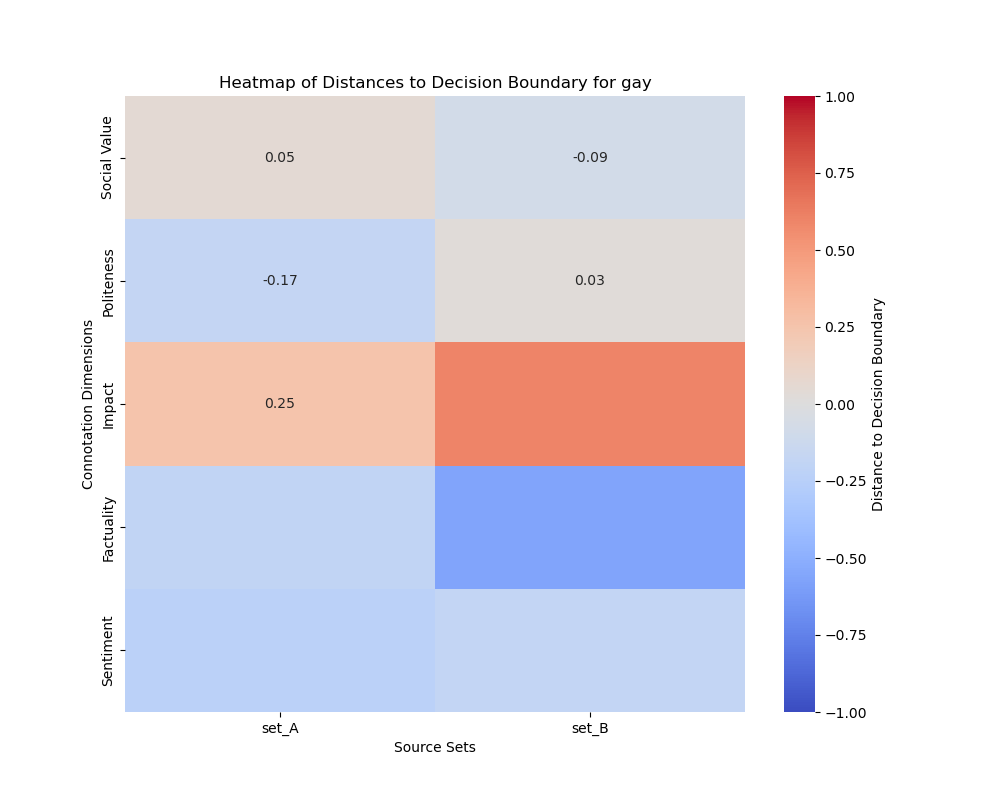 Heatmap of Distances to Decision Boundary for gay
Connotation Dimensions
Social Value
0.05
-0.09
Politeness
-0.17
0.03
Impact
0.25
Factuality
Sentiment
set_A
set_B
Source Sets
1.00
0.75
0.50
0.25
0.00
−0.25
−0.50
−0.75
−1.00
Distance to Decision Boundary